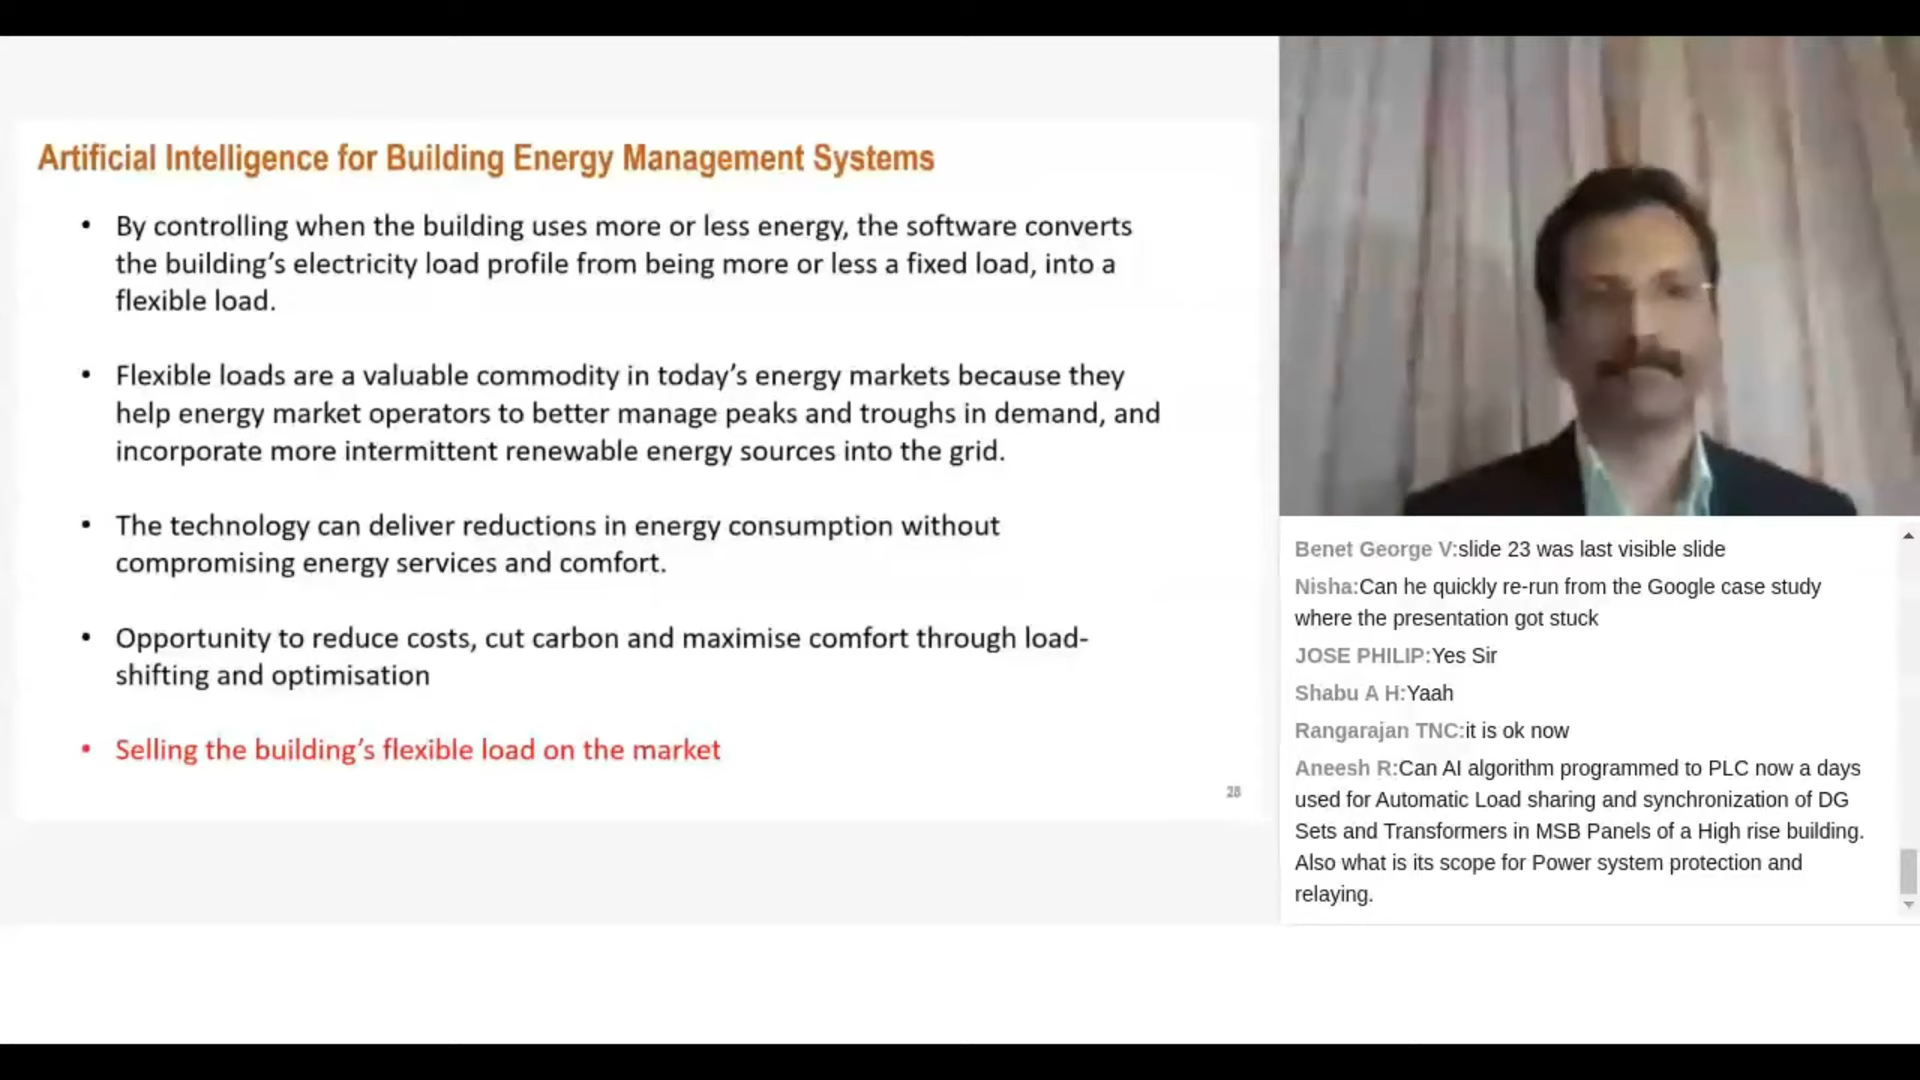 Artificial Intelligence for Building Energy Management Systems
• By controlling when the building uses more or less energy, the software converts
the building’s electricity load profile from being more or less a fixed load, into a
flexible load.
• Flexible loads are a valuable commodity in today’s energy markets because they
help energy market operators to better manage peaks and troughs in demand, and
incorporate more intermittent renewable energy sources into the grid.
• The technology can deliver reductions in energy consumption without
compromising energy services and comfort.
• Opportunity to reduce costs, cut carbon and maximise comfort through load-
shifting and optimisation
• Selling the building’s flexible load on the market
28
Benet George V:slide 23 was last visible slide
Nisha:Can he quickly re-run from the Google case study
where the presentation got stuck
JOSE PHILIP:Yes Sir
Shabu A H:Yaah
Rangarajan TNC:it is ok now
Aneesh R:Can AI algorithm programmed to PLC now a days
used for Automatic Load sharing and synchronization of DG
Sets and Transformers in MSB Panels of a High rise building.
Also what is its scope for Power system protection and
relaying.